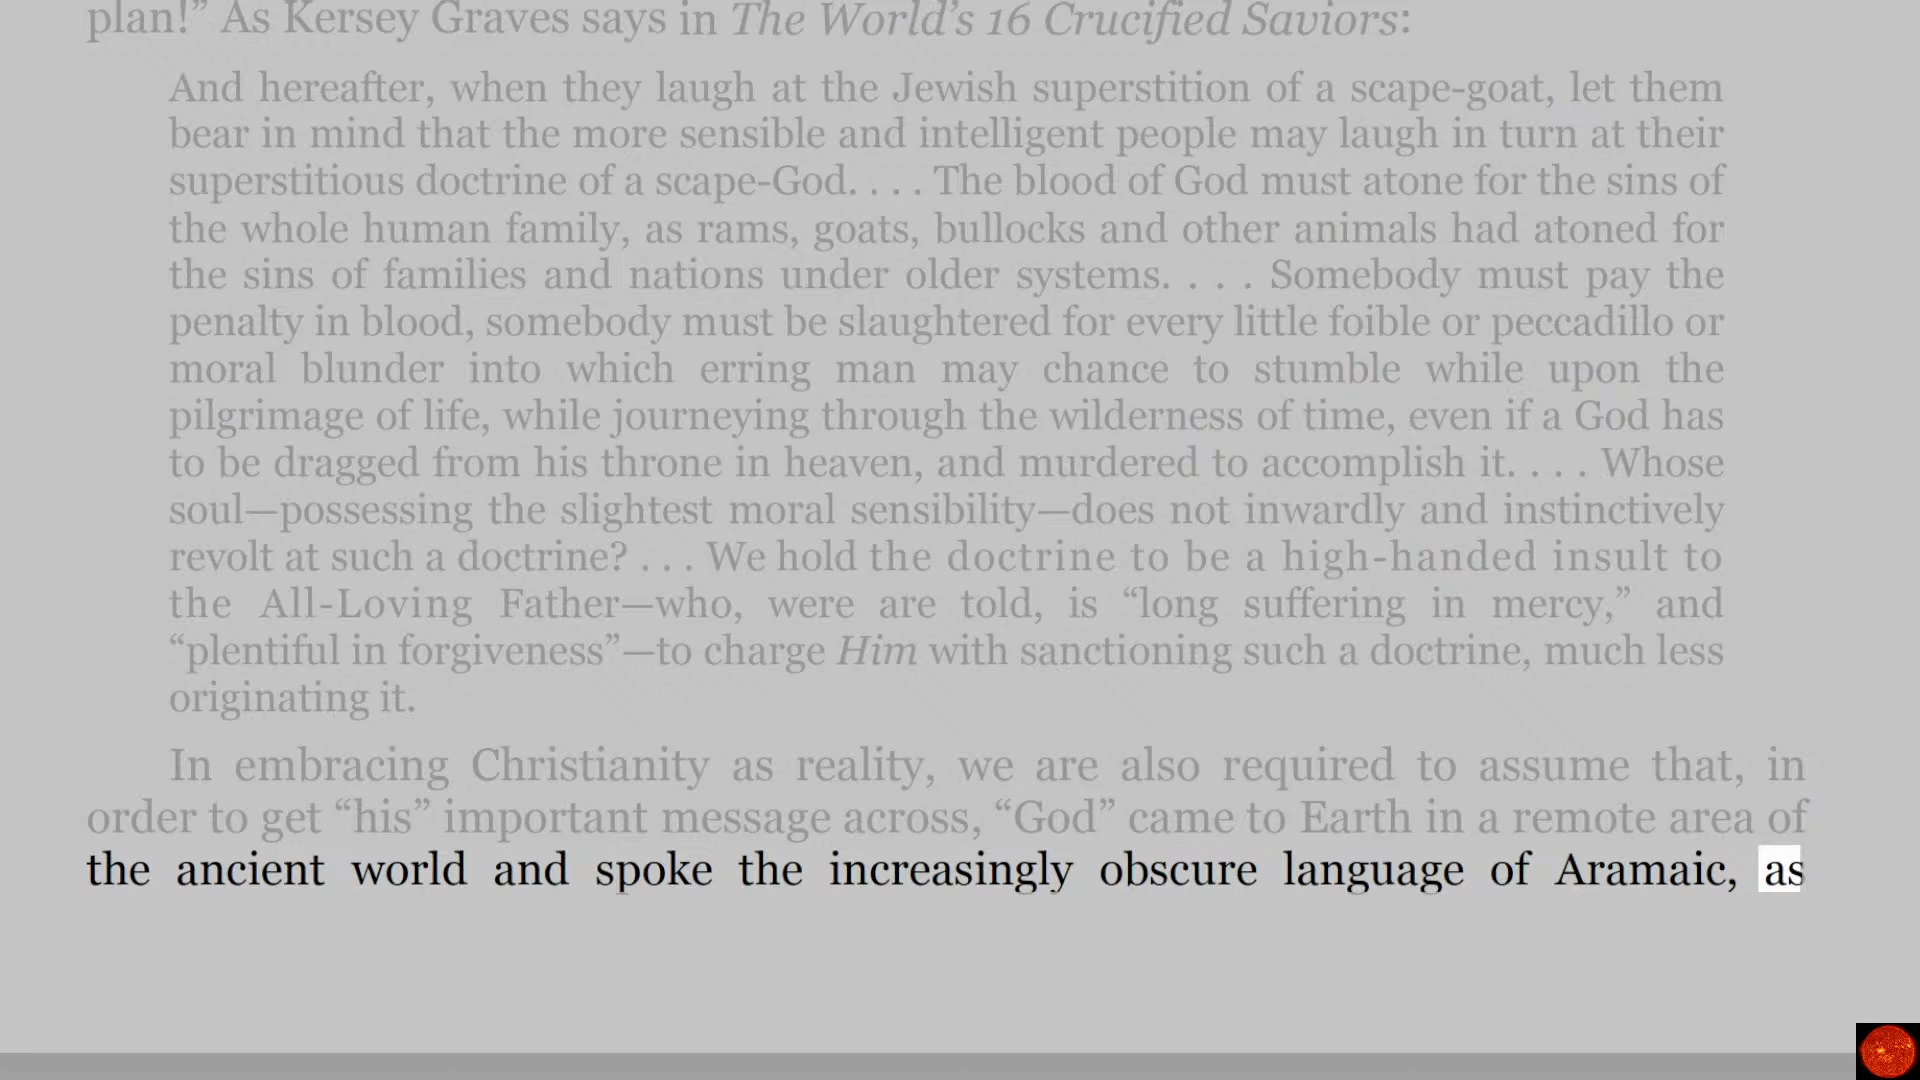 plan!” As Kersey Graves says in The World’s 16 Crucified Saviors:
And hereafter, when they laugh at the Jewish superstition of a scape-goat, let them
bear in mind that the more sensible and intelligent people may laugh in turn at their
superstitious doctrine of a scape-God. . . . The blood of God must atone for the sins of
the whole human family, as rams, goats, bullocks and other animals had atoned for
the sins of families and nations under older systems. . . . Somebody must pay the
penalty in blood, somebody must be slaughtered for every little foible or peccadillo or
moral blunder into which erring man may chance to stumble while upon the
pilgrimage of life, while journeying through the wilderness of time, even if a God has
to be dragged from his throne in heaven, and murdered to accomplish it. . . . Whose
soul—possessing the slightest moral sensibility—does not inwardly and instinctively
revolt at such a doctrine? . . . We hold the doctrine to be a high-handed insult to
the All-Loving Father—who, were are told, is “long suffering in mercy,” and
“plentiful in forgiveness”—to charge Him with sanctioning such a doctrine, much less
originating it.
In embracing Christianity as reality, we are also required to assume that, in
order to get “his” important message across, “God” came to Earth in a remote area of
the ancient world and spoke the increasingly obscure language of Aramaic, as